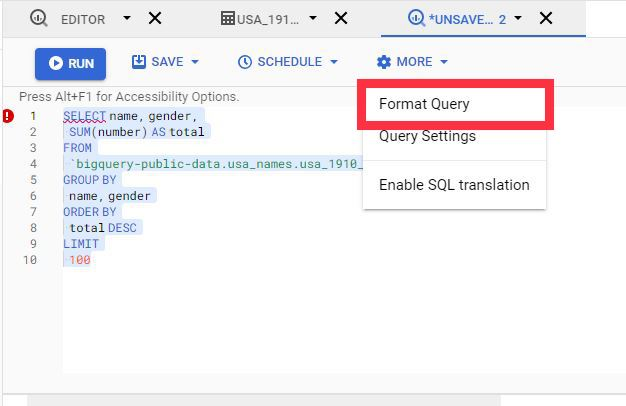 EDITOR
USA_191...
*UNSAVE... 2
RUN
SAVE
SCHEDULE
MORE
Press Alt+F1 for Accessibility Options.
Format Query
Query Settings
Enable SQL translation
1 SELECT name, gender,
2 SUM(number) AS total
3 FROM
4 `bigquery-public-data.usa_names.usa_1910_
5 GROUP BY
6 name, gender
7 ORDER BY
8 total DESC
9 LIMIT
10 100